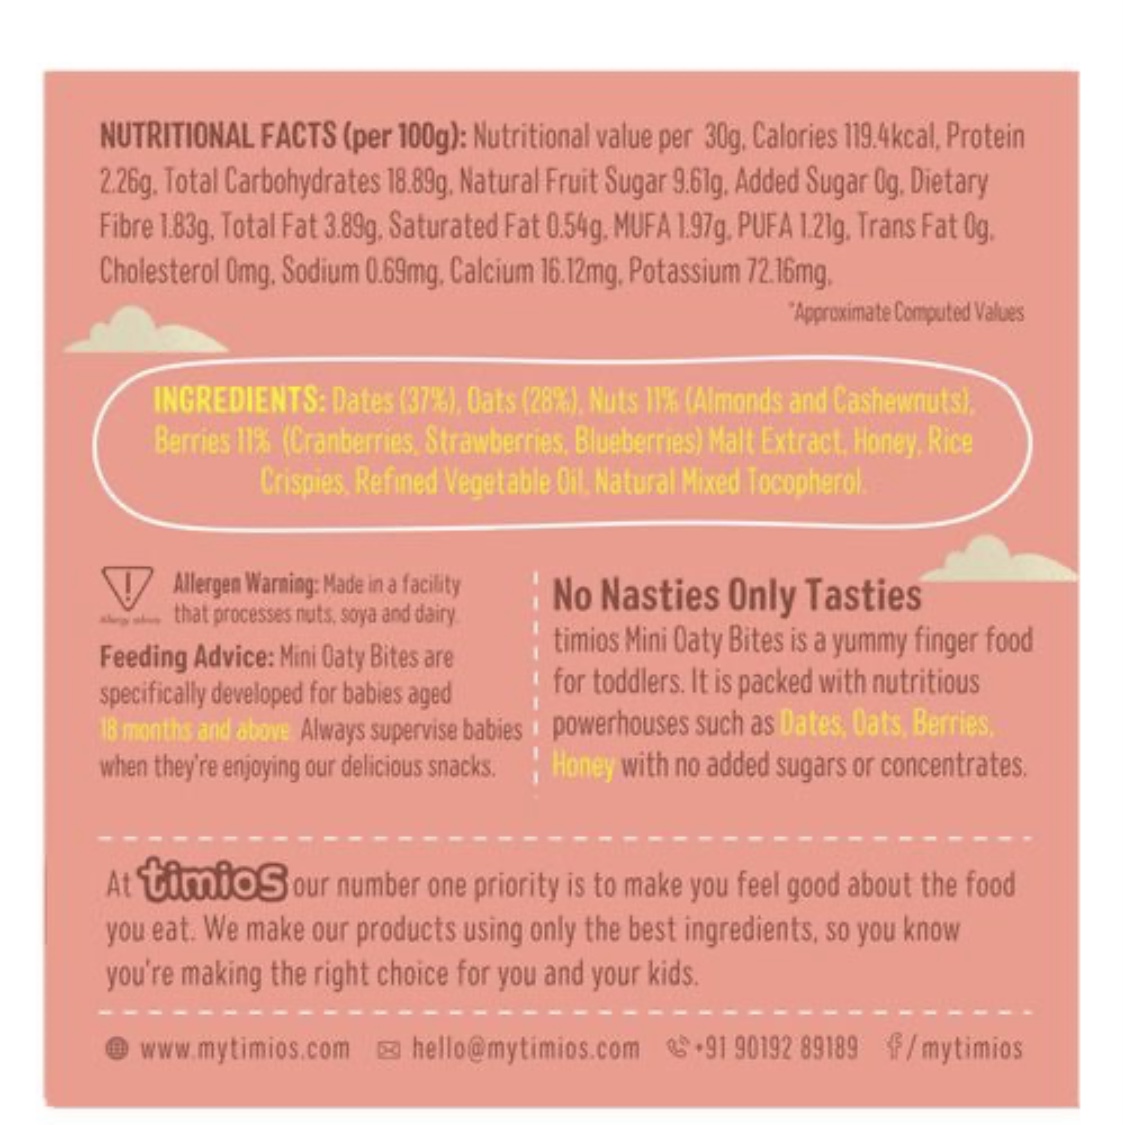 NUTRITIONAL FACTS (per 100g): Nutritional value per 30g, Calories 119.4kcal, Protein
2.26g, Total Carbohydrates 18.89g, Natural Fruit Sugar 9.61g, Added Sugar 0g, Dietary
Fibre 1.83g, Total Fat 3.89g, Saturated Fat 0.54g, MUFA 1.97g, PUFA 1.21g, Trans Fat 0g,
Cholesterol 0mg, Sodium 0.69mg, Calcium 16.12mg, Potassium 72.16mg,
*Approximate Computed Values
INGREDIENTS: Dates (37%), Oats (28%), Nuts 11% (Almonds and Cashewnuts),
Berries 11% (Cranberries, Strawberries, Blueberries) Malt Extract, Honey, Rice
Crispies, Refined Vegetable Oil, Natural Mixed Tocopherol.
Allergen Warning: Made in a facility
that processes nuts, soya and dairy.
Feeding Advice: Mini Oaty Bites are
specifically developed for babies aged
18 months and above Always supervise babies
when they're enjoying our delicious snacks.
No Nasties Only Tasties
timios Mini Oaty Bites is a yummy finger food
for toddlers. It is packed with nutritious
powerhouses such as Dates, Oats, Berries,
Honey with no added sugars or concentrates.
At timios our number one priority is to make you feel good about the food
you eat. We make our products using only the best ingredients, so you know
you're making the right choice for you and your kids.
www.mytimios.com hello@mytimios.com +91 90192 89189 f/mytimios